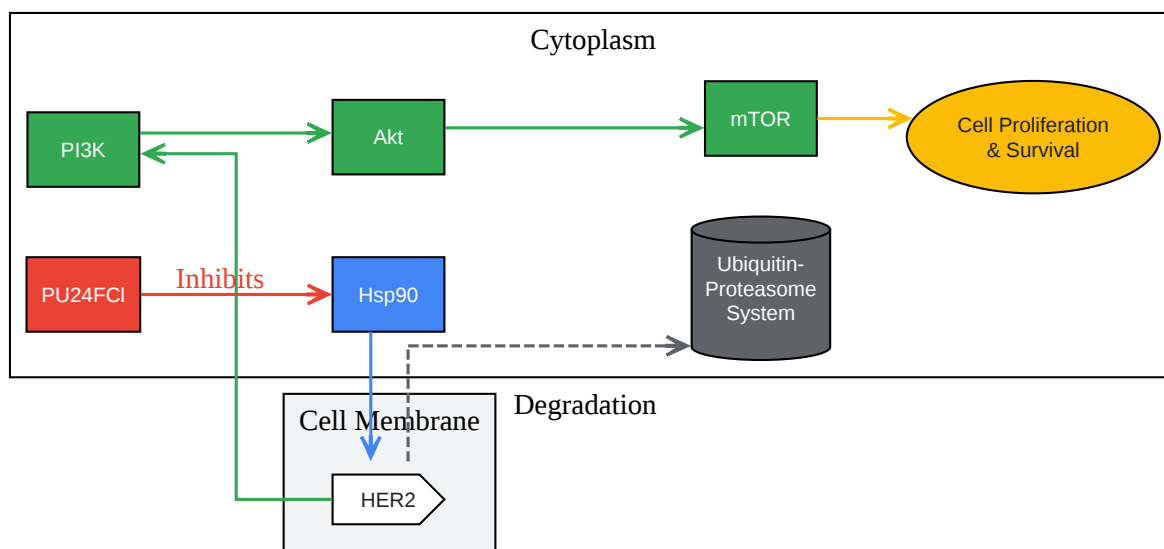 Cytoplasm
PI3K
Akt
mTOR
Cell Proliferation
& Survival
PU24FCl
Inhibits
Hsp90
Ubiquitin-
Proteasome
System
Degradation
Cell Membrane
HER2